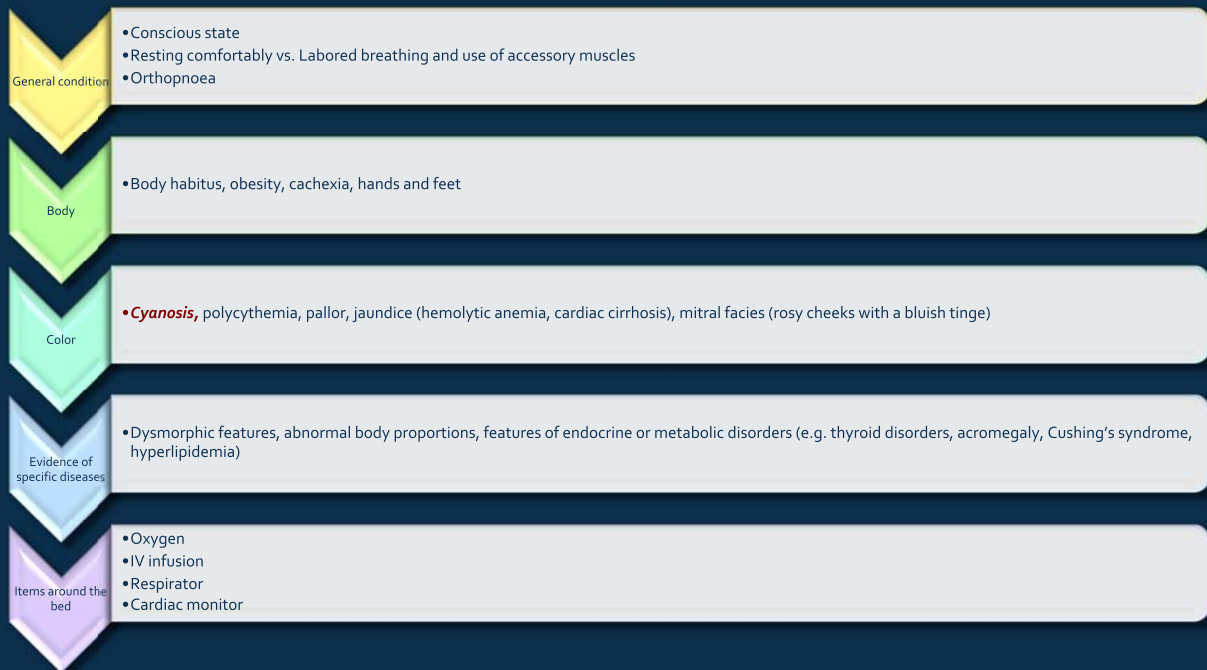 General condition
•Conscious state
•Resting comfortably vs. Labored breathing and use of accessory muscles
•Orthopnoea
Body
•Body habitus, obesity, cachexia, hands and feet
Color
•Cyanosis, polycythemia, pallor, jaundice (hemolytic anemia, cardiac cirrhosis), mitral facies (rosy cheeks with a bluish tinge)
Evidence of
specific diseases
•Dysmorphic features, abnormal body proportions, features of endocrine or metabolic disorders (e.g. thyroid disorders, acromegaly, Cushing's syndrome,
hyperlipidemia)
Items around the
bed
•Oxygen
•IV infusion
•Respirator
•Cardiac monitor